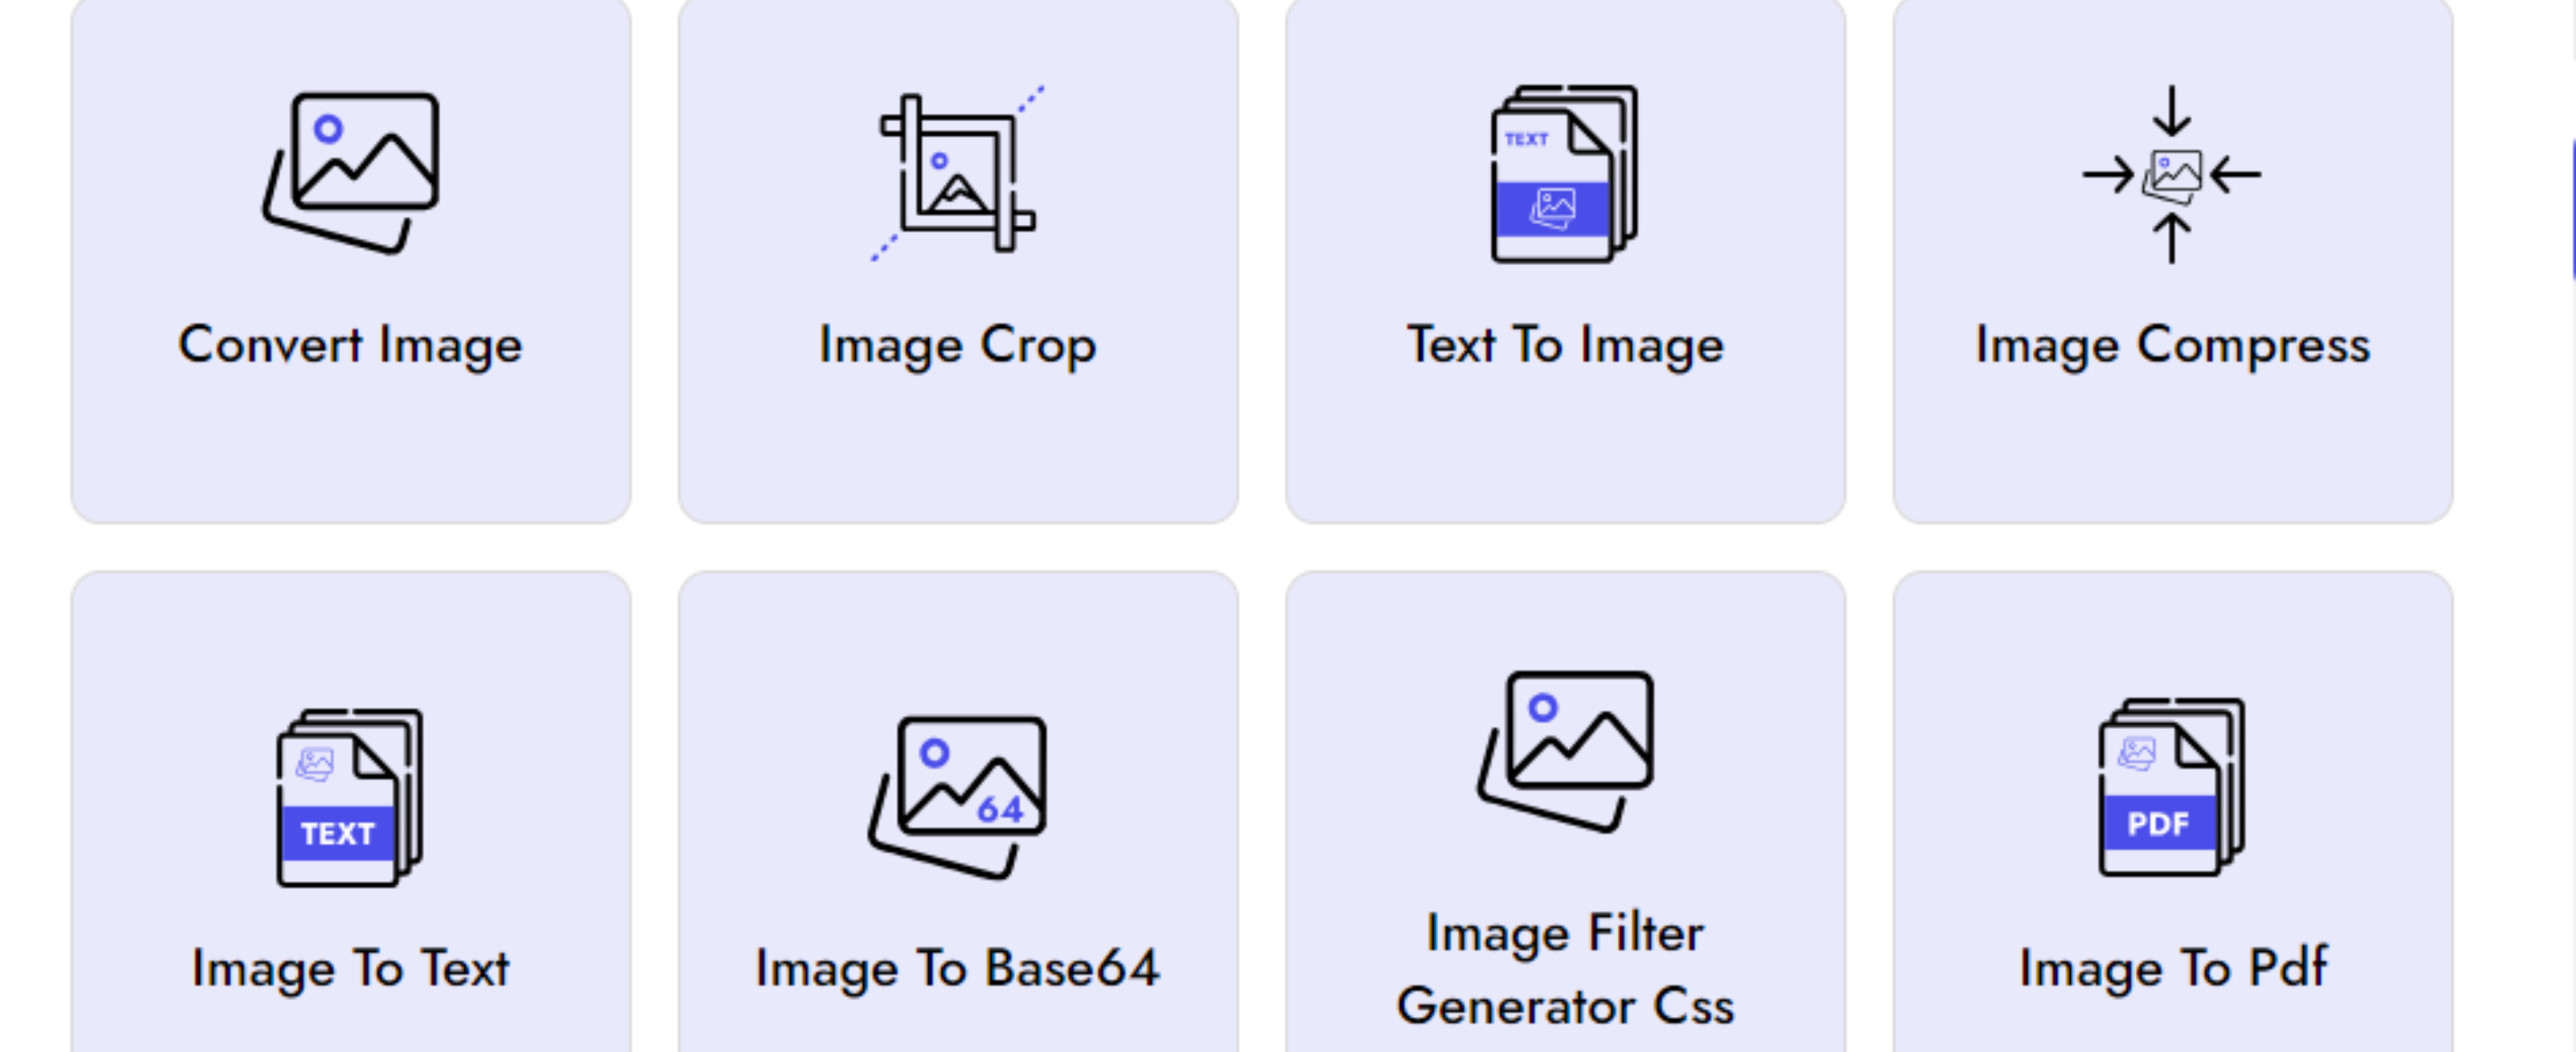 TEXT
Convert Image
Image Crop
Text To Image
Image Compress
TEXT
64
PDF
Image To Text
Image To Base64
Image Filter
Generator Css
Image To Pdf